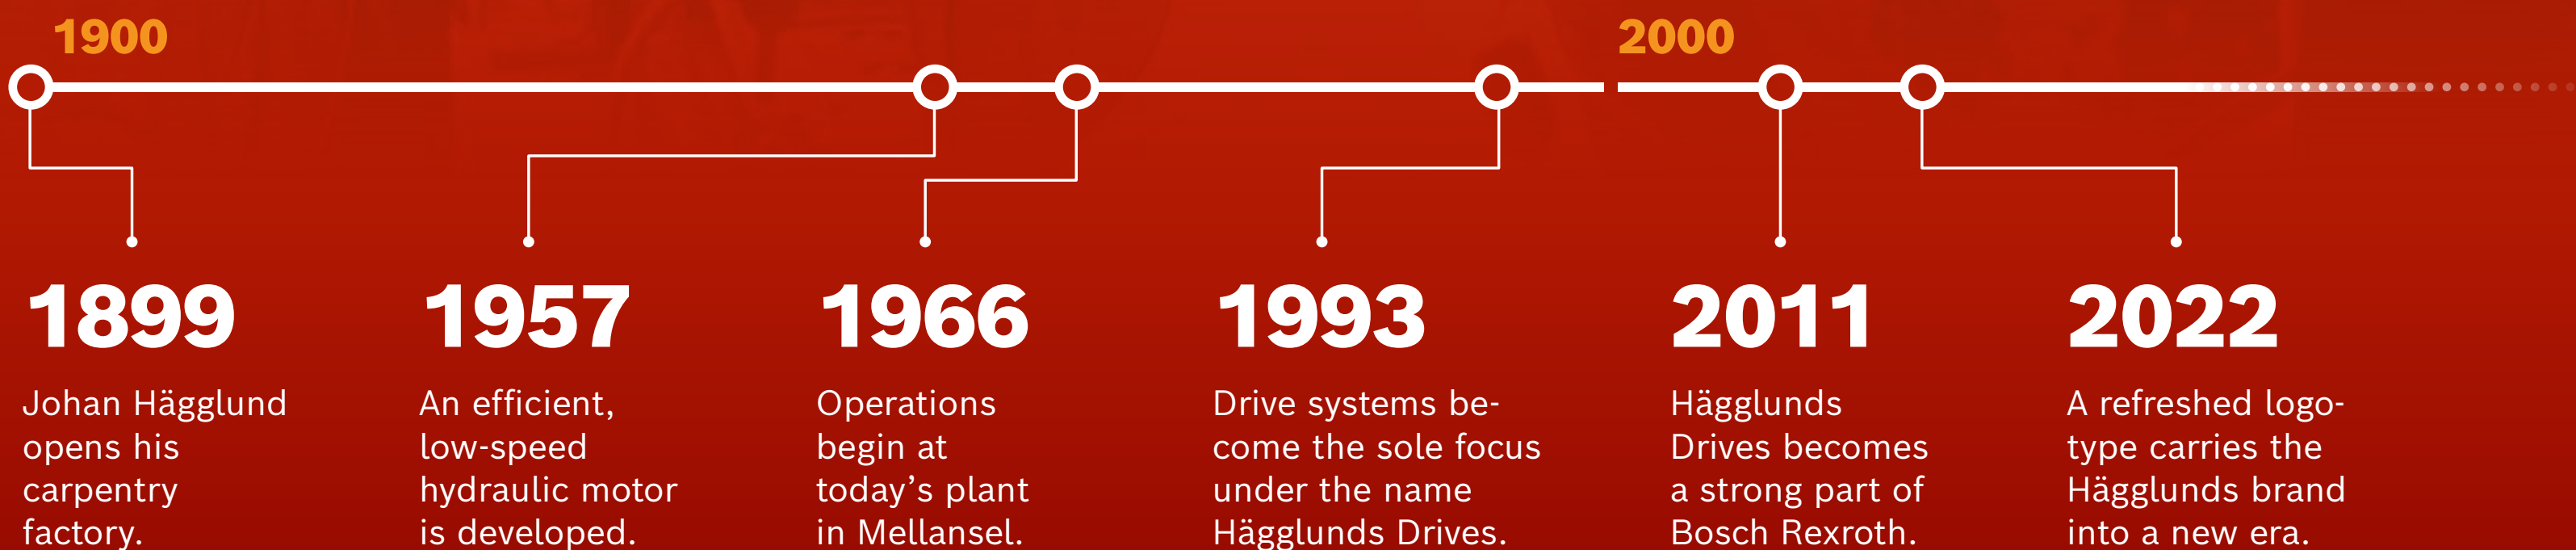 1900
2000
1899
Johan Hägglund
opens his
carpentry
factory.
1957
An efficient,
low-speed
hydraulic motor
is developed.
1966
Operations
begin at
today’s plant
in Mellansel.
1993
Drive systems be-
come the sole focus
under the name
Hägglunds Drives.
2011
Hägglunds
Drives becomes
a strong part of
Bosch Rexroth.
2022
A refreshed logo-
type carries the
Hägglunds brand
into a new era.